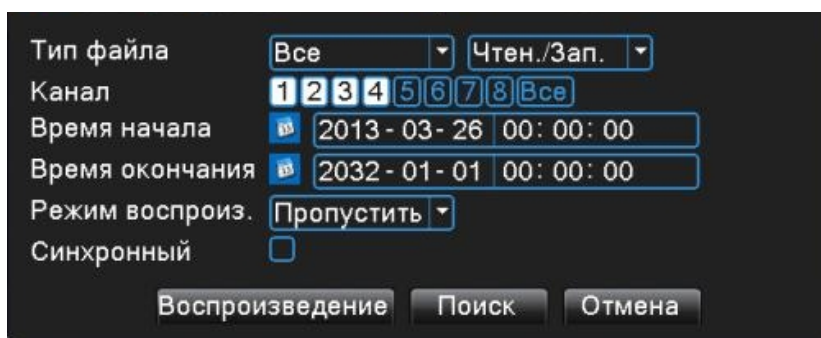 Тип файла Все Чтен./Зап.
Канал 1 2 3 4 5 6 7 8 Все
Время начала 2013-03-26 00:00:00
Время окончания 2032-01-01 00:00:00
Режим воспроиз. Пропустить
Синхронный
Воспроизведение Поиск Отмена